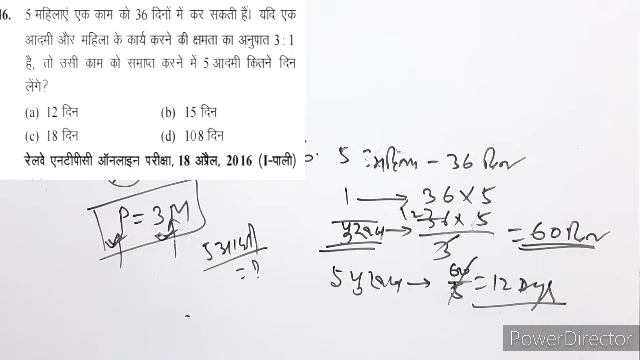 16. 5 महिलाएं एक काम को 36 दिनों में कर सकती हैं। यदि एक
आदमी और महिला के कार्य करने की क्षमता का अनुपात 3 : 1
है, तो उसी काम को समाप्त करने में 5 आदमी कितने दिन
लेंगे?
(a) 12 दिन (b) 15 दिन
(c) 18 दिन (d) 108 दिन
रेलवे एनटीपीसी ऑनलाइन परीक्षा, 18 अप्रैल, 2016 (I-पाली)
5 महिला - 36 दिन
1 → 36 × 5
P = 3M
पुरुष → 12 36 × 5 / 3 = 60 दिन
5 आदमी
= ?
5 पुरुष → 60 / 5 = 12 Days
PowerDirector